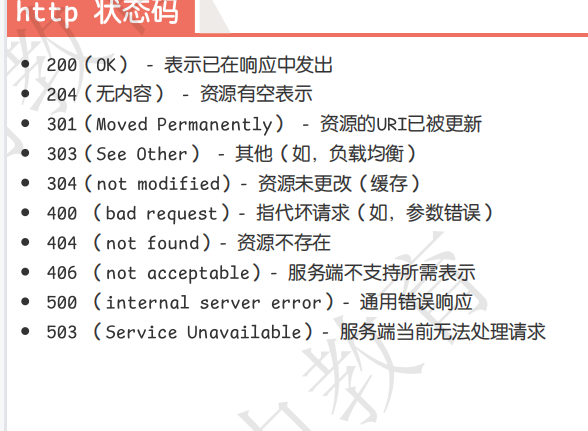 http 状态码
200（OK） - 表示已在响应中发出
204（无内容） - 资源有空表示
301（Moved Permanently） - 资源的URI已被更新
303（See Other） - 其他（如，负载均衡）
304（not modified）- 资源未更改（缓存）
400 （bad request）- 指代坏请求（如，参数错误）
404 （not found）- 资源不存在
406 （not acceptable）- 服务端不支持所需表示
500 （internal server error）- 通用错误响应
503 （Service Unavailable）- 服务端当前无法处理请求
教育